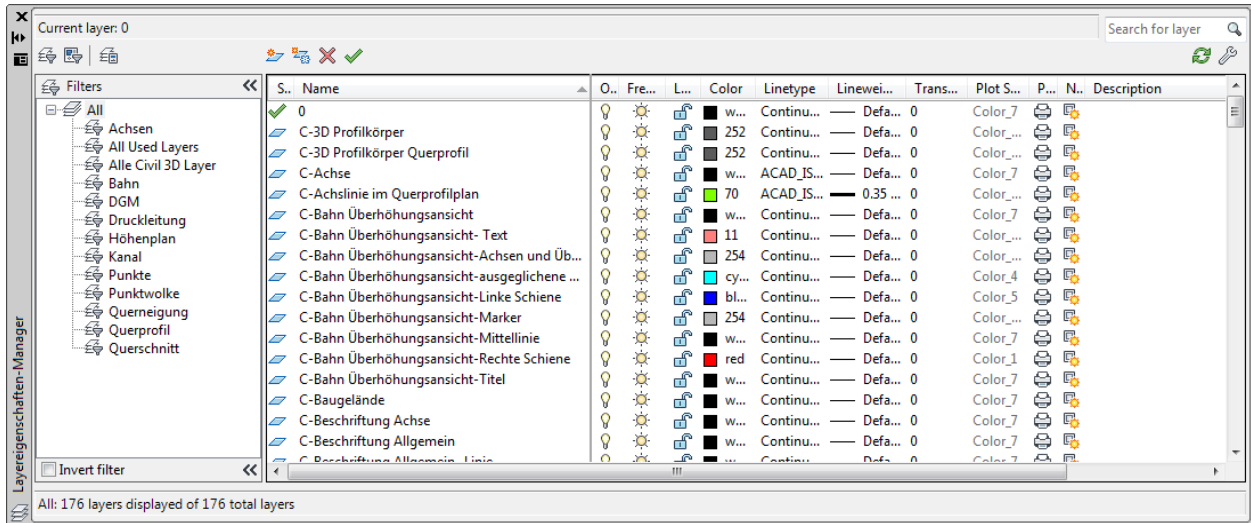 Current layer: 0
Search for layer
Filters
All
Achsen
All Used Layers
Alle Civil 3D Layer
Bahn
DGM
Druckleitung
Höhenplan
Kanal
Punkte
Punktwolke
Querneigung
Querprofil
Querschnitt
Invert filter
S.. Name O.. Fre... L... Color Linetype Linewei... Trans... Plot S... P... N.. Description
0 w... Continu... Defa... 0 Color_7
C-3D Profilkörper 252 Continu... Defa... 0 Color_...
C-3D Profilkörper Querprofil 252 Continu... Defa... 0 Color_...
C-Achse w... ACAD_IS... Defa... 0 Color_7
C-Achslinie im Querprofilplan 70 ACAD_IS... 0.35 ... 0 Color_...
C-Bahn Überhöhungsansicht w... Continu... Defa... 0 Color_7
C-Bahn Überhöhungsansicht- Text 11 Continu... Defa... 0 Color_...
C-Bahn Überhöhungsansicht-Achsen und Üb... 254 Continu... Defa... 0 Color_...
C-Bahn Überhöhungsansicht-ausgeglichene ... cy... Continu... Defa... 0 Color_4
C-Bahn Überhöhungsansicht-Linke Schiene bl... Continu... Defa... 0 Color_5
C-Bahn Überhöhungsansicht-Marker 254 Continu... Defa... 0 Color_...
C-Bahn Überhöhungsansicht-Mittellinie w... Continu... Defa... 0 Color_7
C-Bahn Überhöhungsansicht-Rechte Schiene red Continu... Defa... 0 Color_1
C-Bahn Überhöhungsansicht-Titel w... Continu... Defa... 0 Color_7
C-Baugelände w... Continu... Defa... 0 Color_7
C-Beschriftung Achse w... Continu... Defa... 0 Color_7
C-Beschriftung Allgemein w... Continu... Defa... 0 Color_7
C-Beschriftung Allgemein- Linie w... Continu... Defa... 0 Color_7
Layereigenschaften-Manager
All: 176 layers displayed of 176 total layers